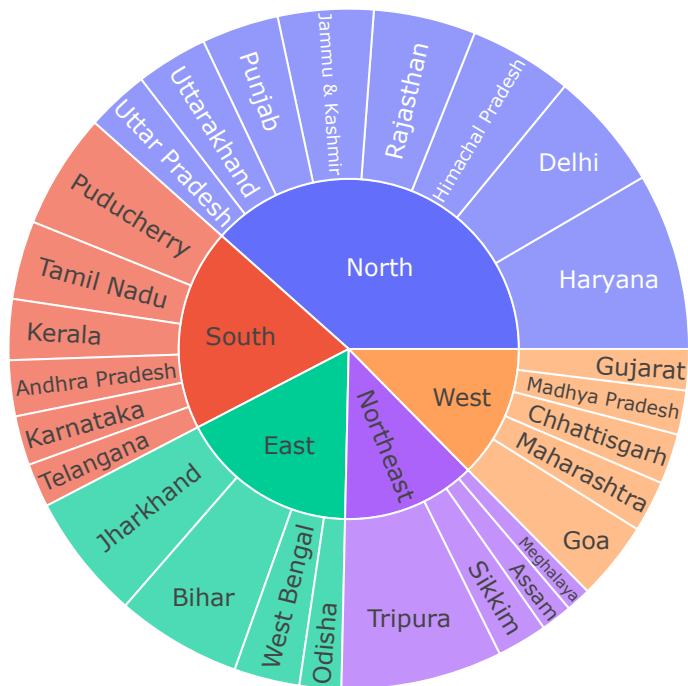 Jammu & Kashmir
Rajasthan
Punjab
Himachal Pradesh
Uttarakhand
Uttar Pradesh
Delhi
Puducherry
North
Haryana
Tamil Nadu
Kerala
South
Gujarat
Andhra Pradesh
West
Madhya Pradesh
Karnataka
Chhattisgarh
Northeast
East
Telangana
Maharashtra
Jharkhand
Goa
Meghalaya
Assam
Bihar
West Bengal
Sikkim
Tripura
Odisha